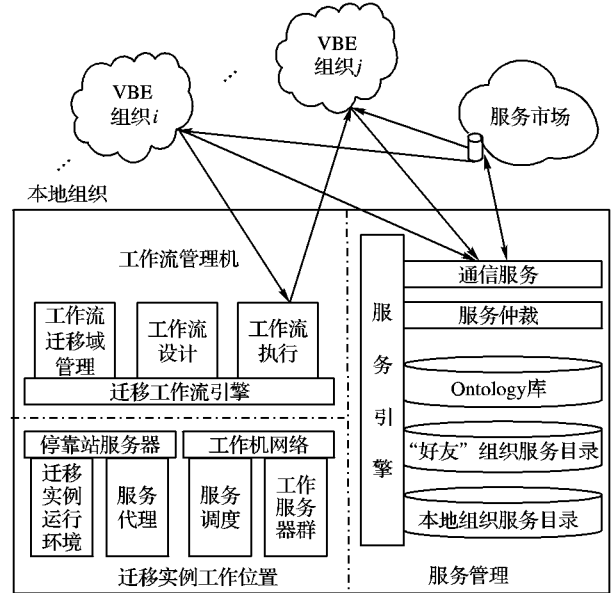 VBE
组织j
VBE
组织i
服务市场
本地组织
工作流管理机
工作流
迁移域
管理
工作流
设计
工作流
执行
迁移工作流引擎
停靠站服务器
工作机网络
迁移
实例
运行
环境
服务
代理
服务
调度
工作
服务
器群
迁移实例工作位置
服务引擎
通信服务
服务仲裁
Ontology库
“好友”组织服务目录
本地组织服务目录
服务管理